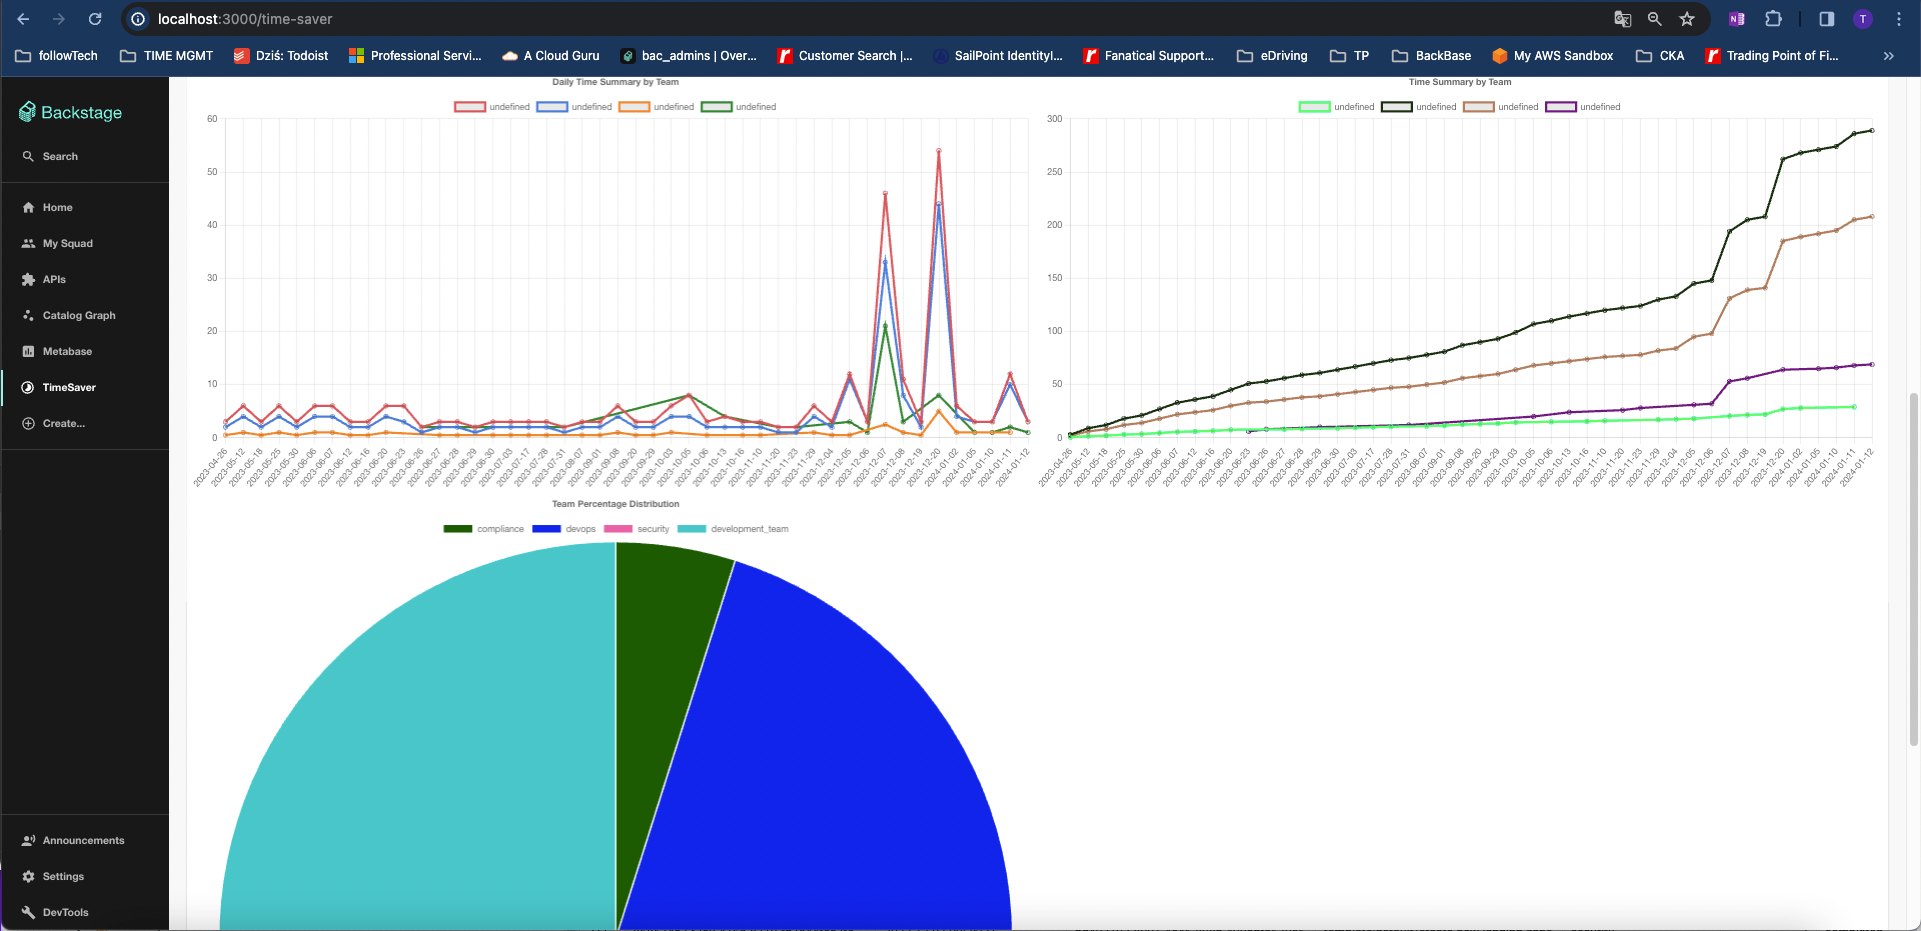 localhost:3000/time-saver
followTech TIME MGMT Dziś: Todoist Professional Servi... A Cloud Guru bac_admins | Over... Customer Search |... SailPoint IdentityI... Fanatical Support... eDriving TP BackBase My AWS Sandbox CKA Trading Point of Fi... »
Backstage
Search
Home
My Squad
APIs
Catalog Graph
Metabase
TimeSaver
Create...
Announcements
Settings
DevTools
Daily Time Summary by Team
undefined undefined undefined undefined
60
50
40
30
20
10
0
2023-04-26 2023-05-12 2023-05-18 2023-05-25 2023-05-30 2023-06-06 2023-06-07 2023-06-12 2023-06-16 2023-06-20 2023-06-23 2023-06-26 2023-06-27 2023-06-28 2023-06-29 2023-06-30 2023-07-03 2023-07-17 2023-07-28 2023-07-31 2023-08-07 2023-09-01 2023-09-08 2023-09-20 2023-09-29 2023-10-03 2023-10-05 2023-10-06 2023-10-13 2023-10-16 2023-11-10 2023-11-20 2023-11-23 2023-11-29 2023-12-04 2023-12-05 2023-12-06 2023-12-07 2023-12-08 2023-12-19 2023-12-20 2024-01-02 2024-01-05 2024-01-10 2024-01-11 2024-01-12
Time Summary by Team
undefined undefined undefined undefined
300
250
200
150
100
50
0
2023-04-26 2023-05-12 2023-05-18 2023-05-25 2023-05-30 2023-06-06 2023-06-07 2023-06-12 2023-06-16 2023-06-20 2023-06-23 2023-06-26 2023-06-27 2023-06-28 2023-06-29 2023-06-30 2023-07-03 2023-07-17 2023-07-28 2023-07-31 2023-08-07 2023-09-01 2023-09-08 2023-09-20 2023-09-29 2023-10-03 2023-10-05 2023-10-06 2023-10-13 2023-10-16 2023-11-10 2023-11-20 2023-11-23 2023-11-29 2023-12-04 2023-12-05 2023-12-06 2023-12-07 2023-12-08 2023-12-19 2023-12-20 2024-01-02 2024-01-05 2024-01-10 2024-01-11 2024-01-12
Team Percentage Distribution
compliance devops security development_team